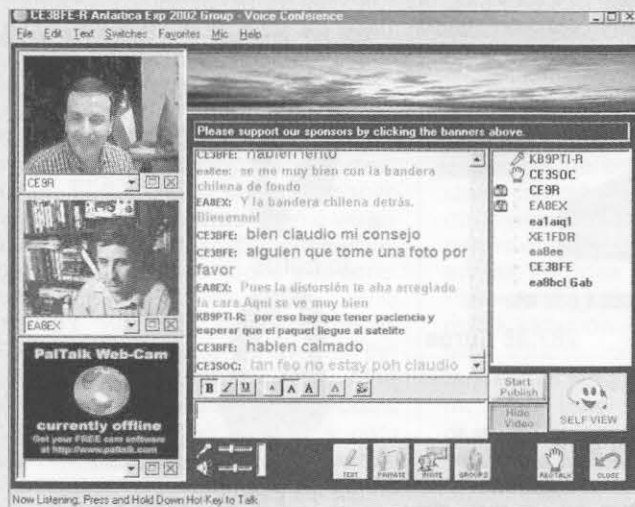 CE3BFE-R Antartica Exp 2002 Group - Voice Conference
File Edit Text Switches Favorites Mic Help
Please support our sponsors by clicking the banners above.
CE9R
EA8EX
PalTalk Web-Cam
currently offline
Get your FREE cam software
at http://www.paltalk.com
CE3BFE: hablen lento
ea8ee: se me muy bien con la bandera
chilena de fondo
EA8EX: Y la bandera chilena detrás.
Bieeennn!
CE3BFE: bien claudio mi consejo
CE3BFE: alguien que tome una foto por
favor
EA8EX: Pues la distorsión te aha arreglado
la cara.Aqui se ve muy bien
KB9PTI-R: por eso hay que tener paciencia y
esperar que el paquet llegue al satelite
CE3BFE: hablen calmado
CE3SOC: tan feo no estay poh claudio
KB9PTI-R
CE3SOC
CE9R
EA8EX
ea1aiq1
XE1FDR
ea8ee
CE3BFE
ea8bcl Gab
B I U A A A A
Start
Publish
Hide
Video
SELF VIEW
TEXT PRIVATE INVITE GROUPS REQ TALK CLOSE
Now Listening, Press and Hold Down Hot-Key to Talk